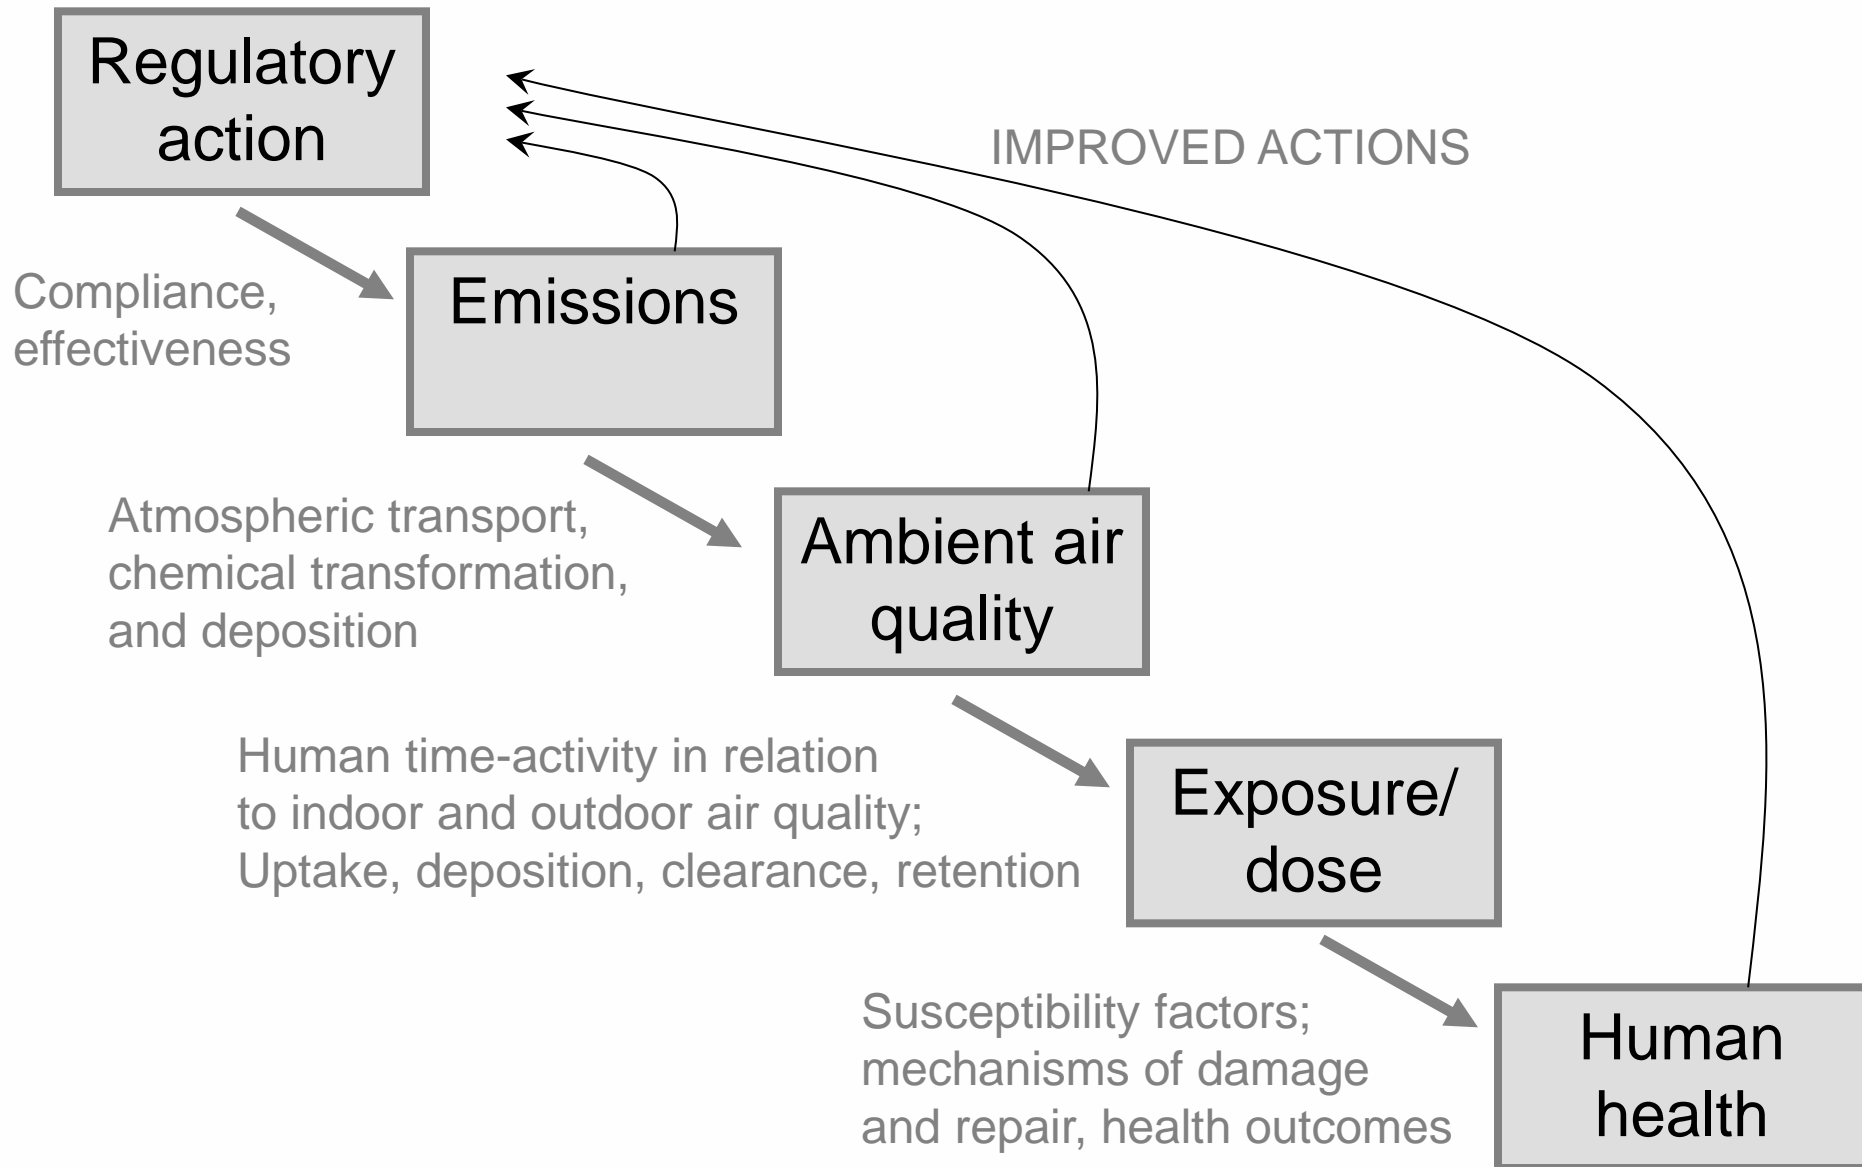 Regulatory
action
IMPROVED ACTIONS
Compliance,
effectiveness
Emissions
Atmospheric transport,
chemical transformation,
and deposition
Ambient air
quality
Human time-activity in relation
to indoor and outdoor air quality;
Uptake, deposition, clearance, retention
Exposure/
dose
Susceptibility factors;
mechanisms of damage
and repair, health outcomes
Human
health